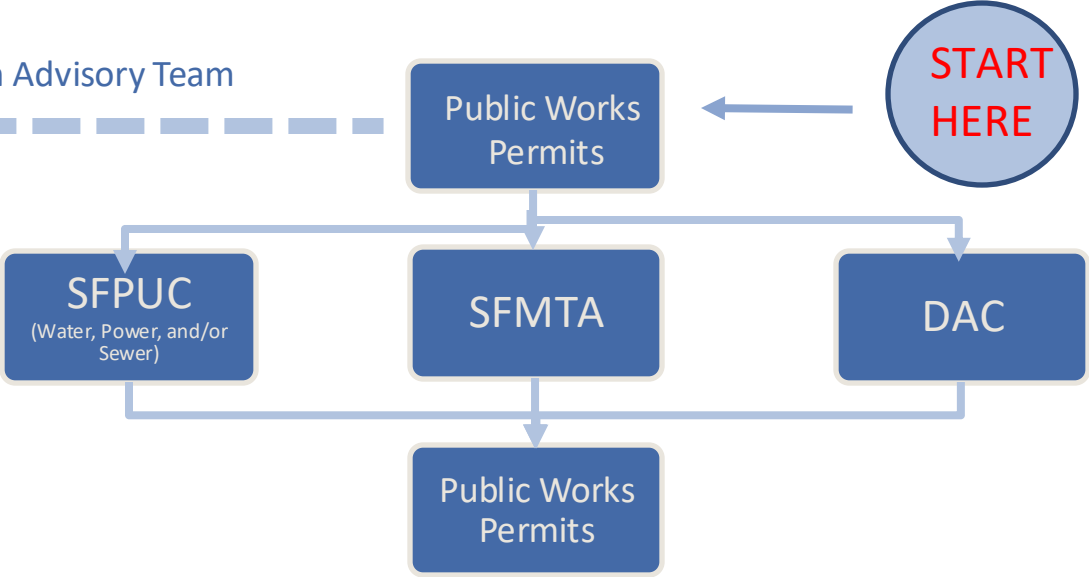 Advisory Team
START
HERE
Public Works
Permits
SFPUC
(Water, Power, and/or
Sewer)
SFMTA
DAC
Public Works
Permits